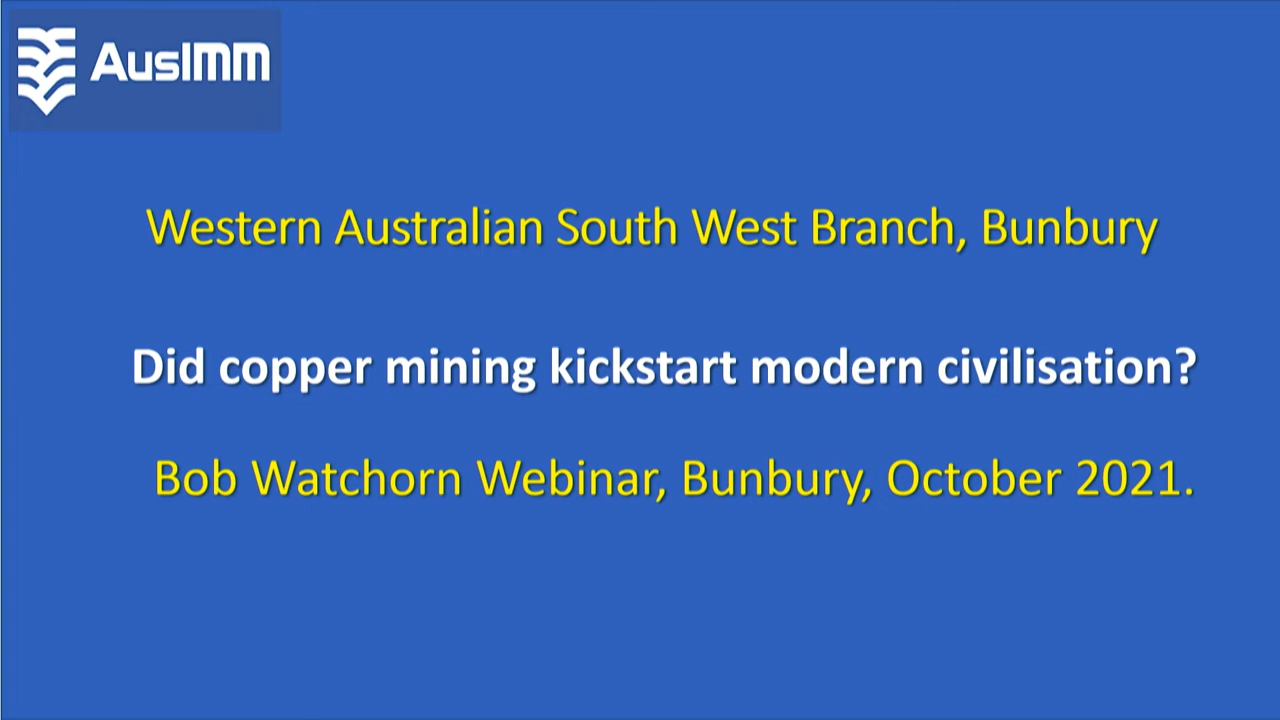 AusIMM
Western Australian South West Branch, Bunbury
Did copper mining kickstart modern civilisation?
Bob Watchorn Webinar, Bunbury, October 2021.